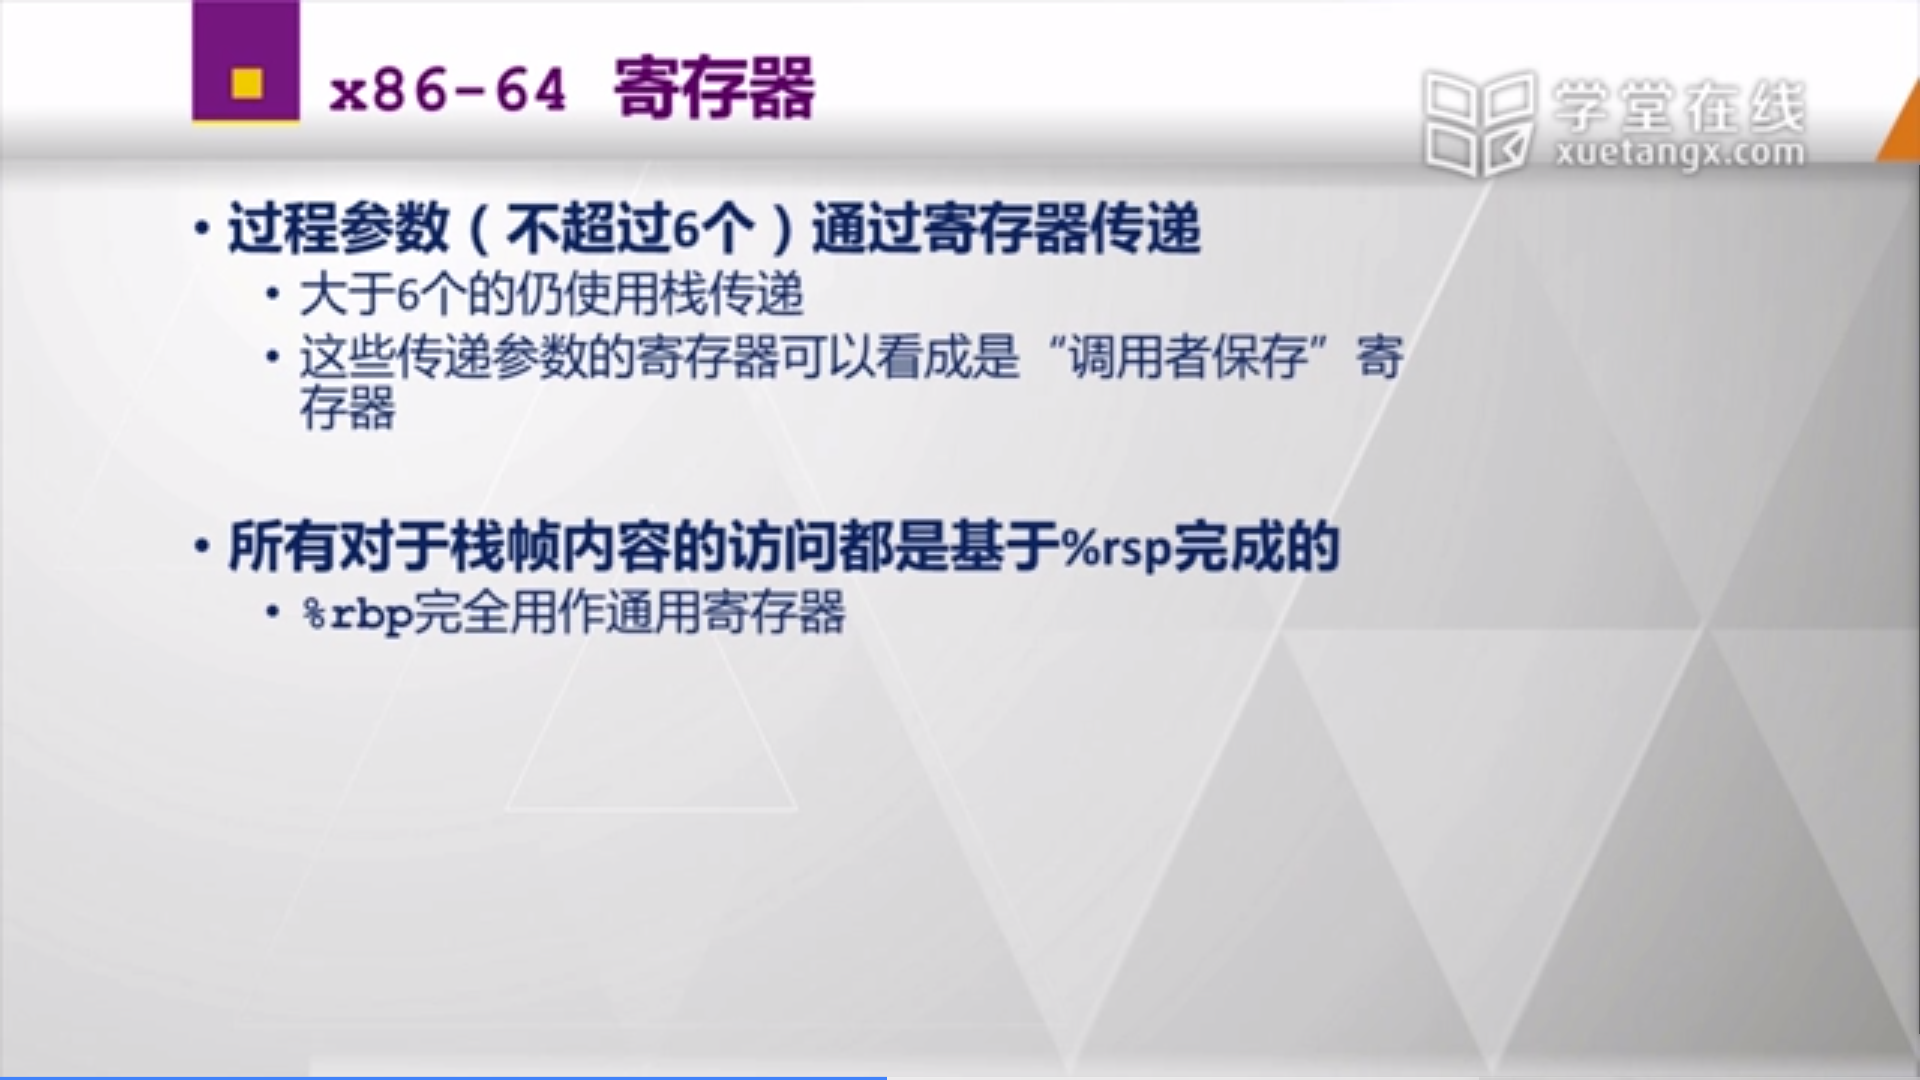 x86-64 寄存器
学堂在线
xuetangx.com
• 过程参数（不超过6个）通过寄存器传递
• 大于6个的仍使用栈传递
• 这些传递参数的寄存器可以看成是“调用者保存”寄
存器
• 所有对于栈帧内容的访问都是基于%rsp完成的
• %rbp完全用作通用寄存器